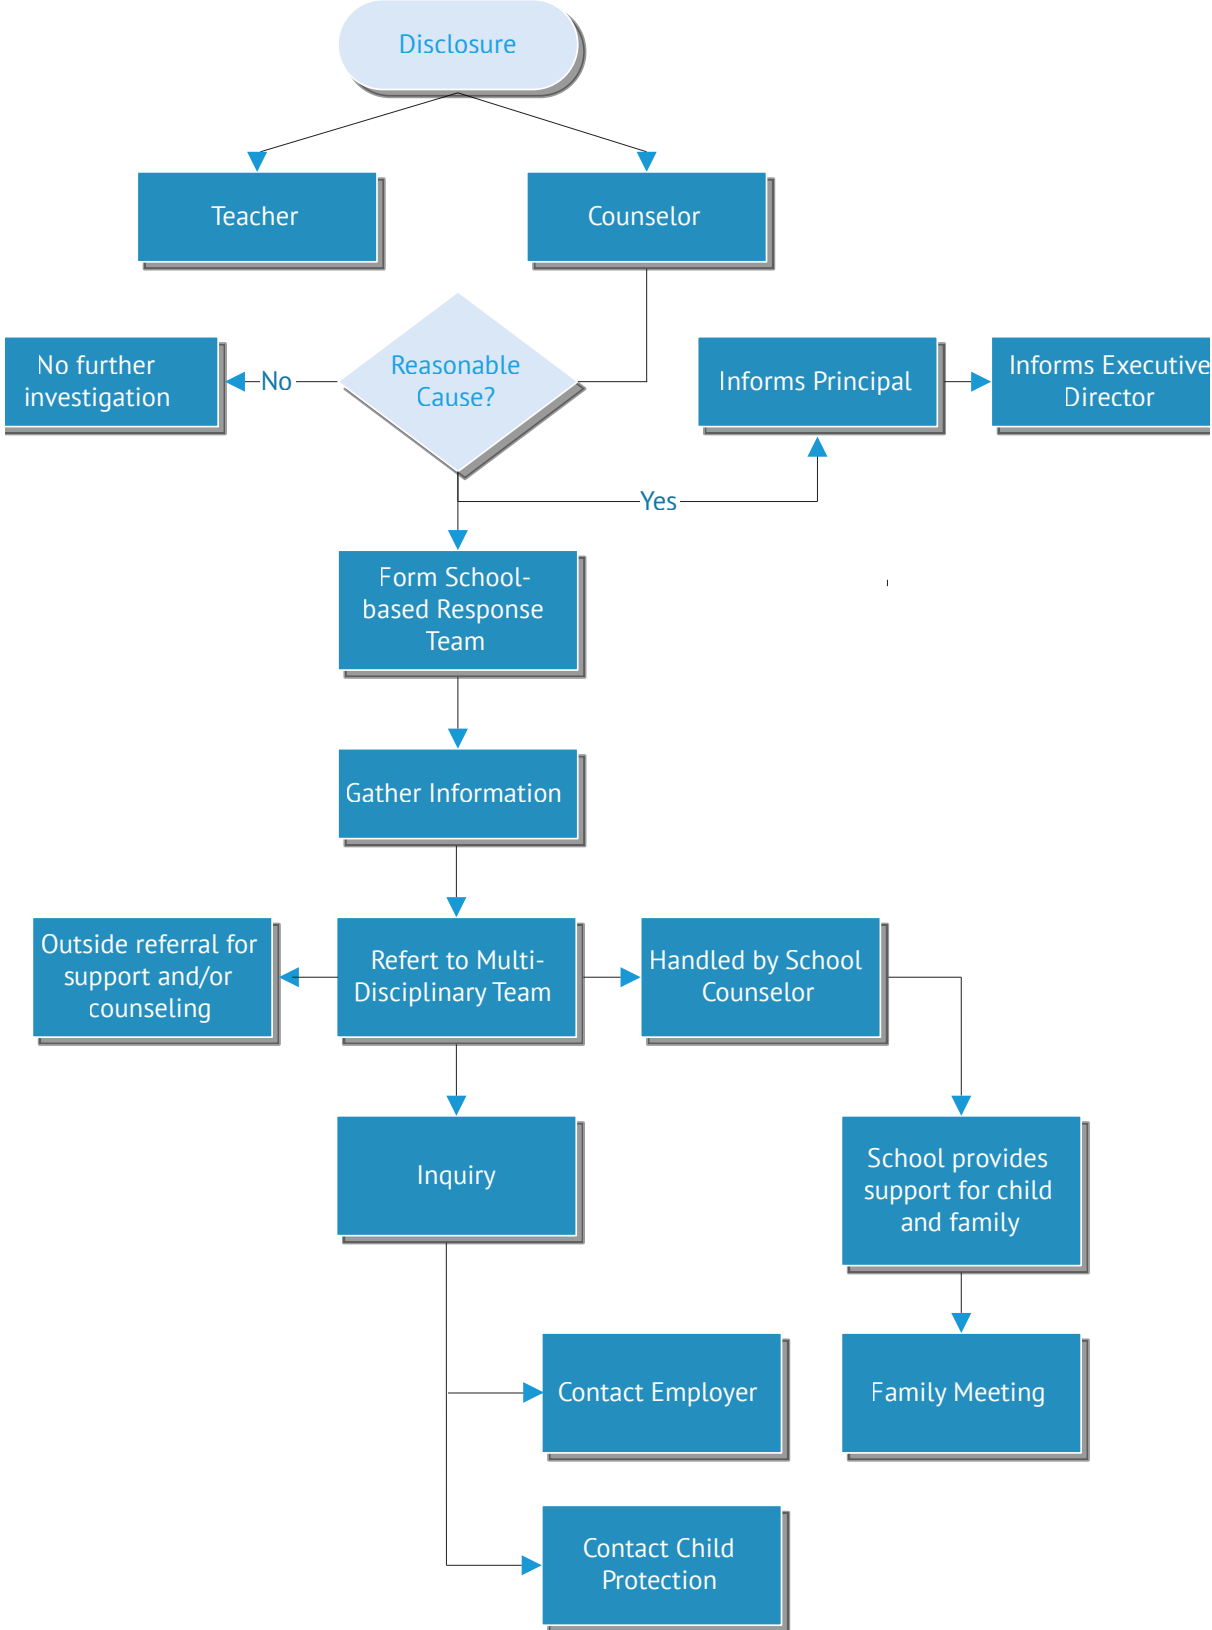 Disclosure
Teacher
Counselor
No further
investigation
No
Reasonable
Cause?
Informs Principal
Informs Executive
Director
Yes
Form School-
based Response
Team
Gather Information
Outside referral for
support and/or
counseling
Refert to Multi-
Disciplinary Team
Handled by School
Counselor
Inquiry
School provides
support for child
and family
Contact Employer
Family Meeting
Contact Child
Protection